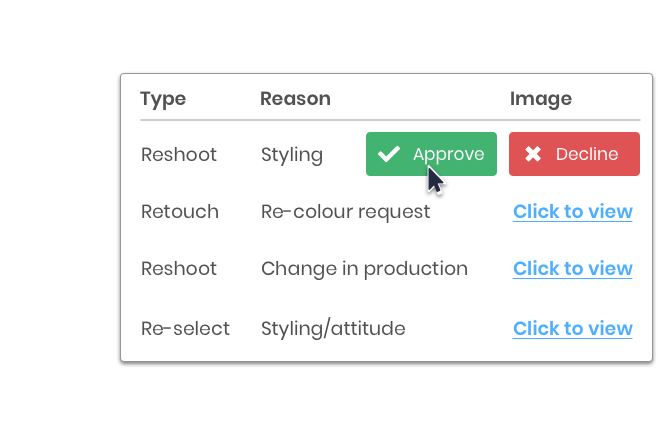 Type Reason Image
Reshoot Styling Approve Decline
Retouch Re-colour request Click to view
Reshoot Change in production Click to view
Re-select Styling/attitude Click to view